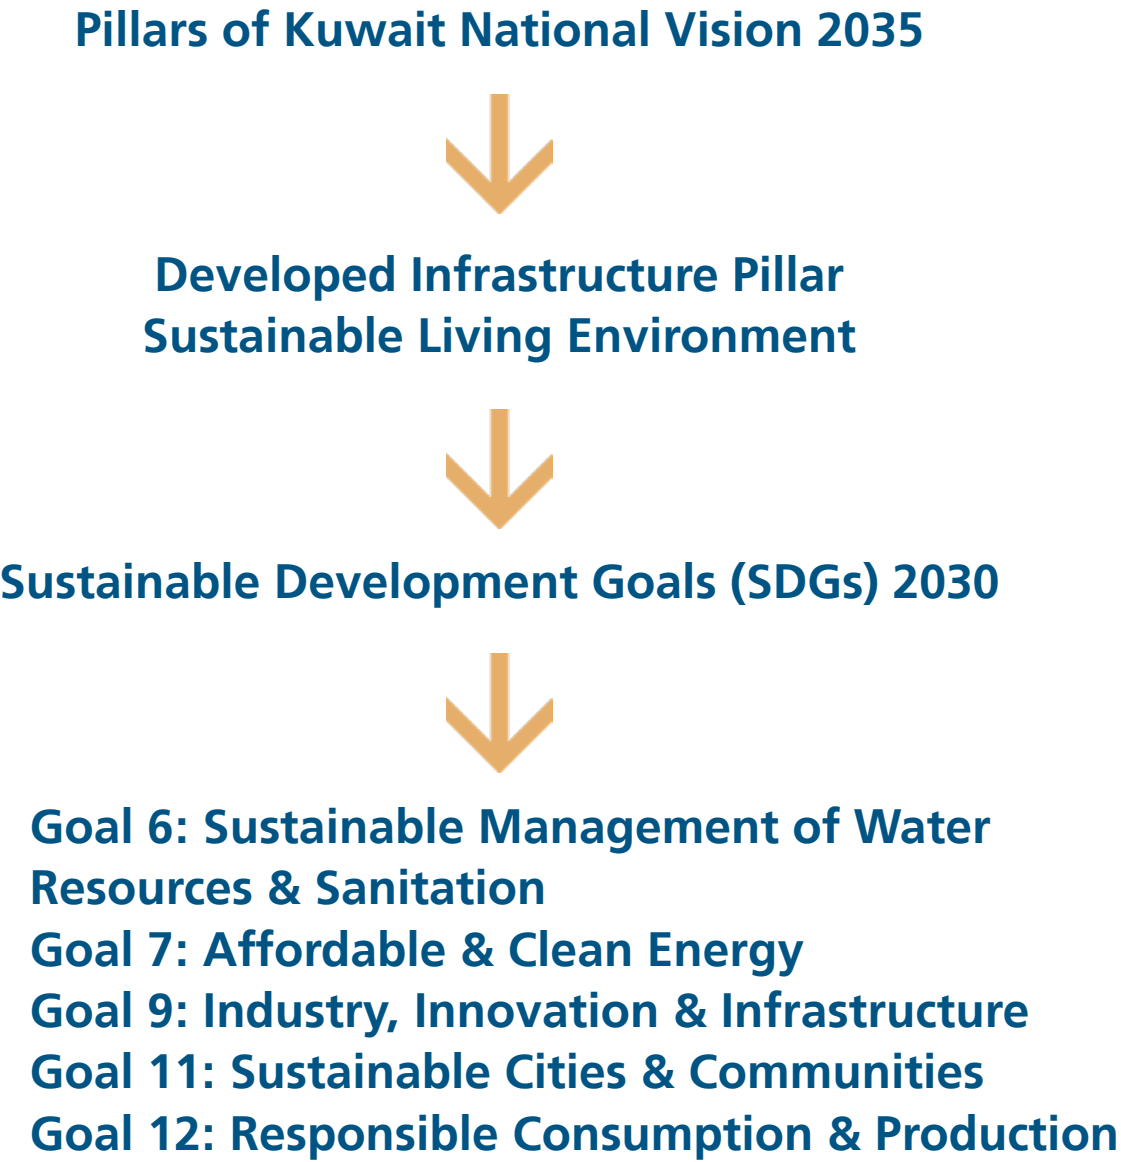 Pillars of Kuwait National Vision 2035
Developed Infrastructure Pillar
Sustainable Living Environment
Sustainable Development Goals (SDGs) 2030
Goal 6: Sustainable Management of Water
Resources & Sanitation
Goal 7: Affordable & Clean Energy
Goal 9: Industry, Innovation & Infrastructure
Goal 11: Sustainable Cities & Communities
Goal 12: Responsible Consumption & Production